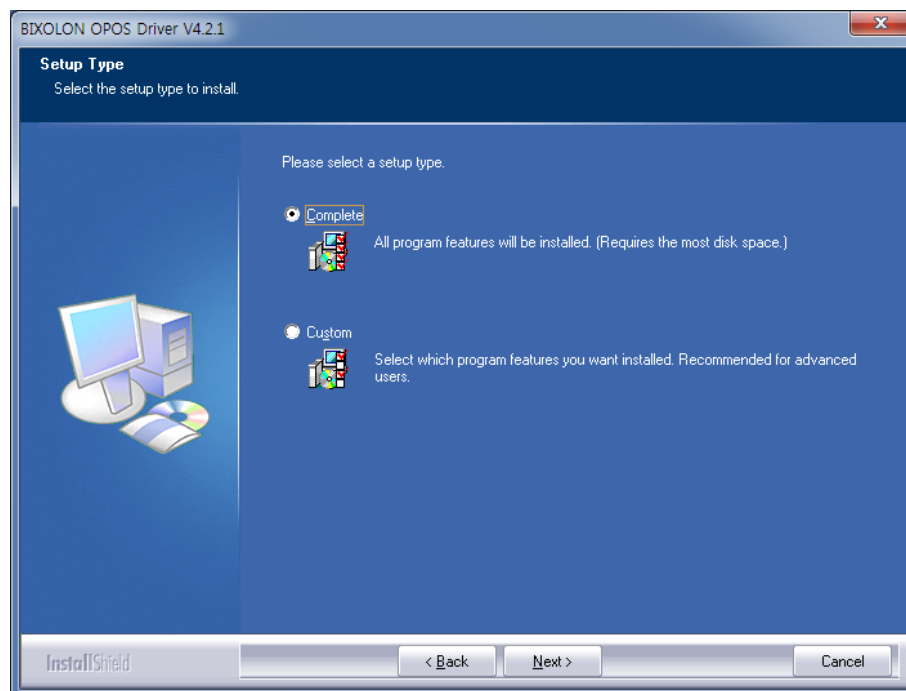 BIXOLON OPOS Driver V4.2.1
Setup Type
Select the setup type to install.
Please select a setup type.
Complete
All program features will be installed. (Requires the most disk space.)
Custom
Select which program features you want installed. Recommended for advanced
users.
InstallShield
< Back
Next >
Cancel